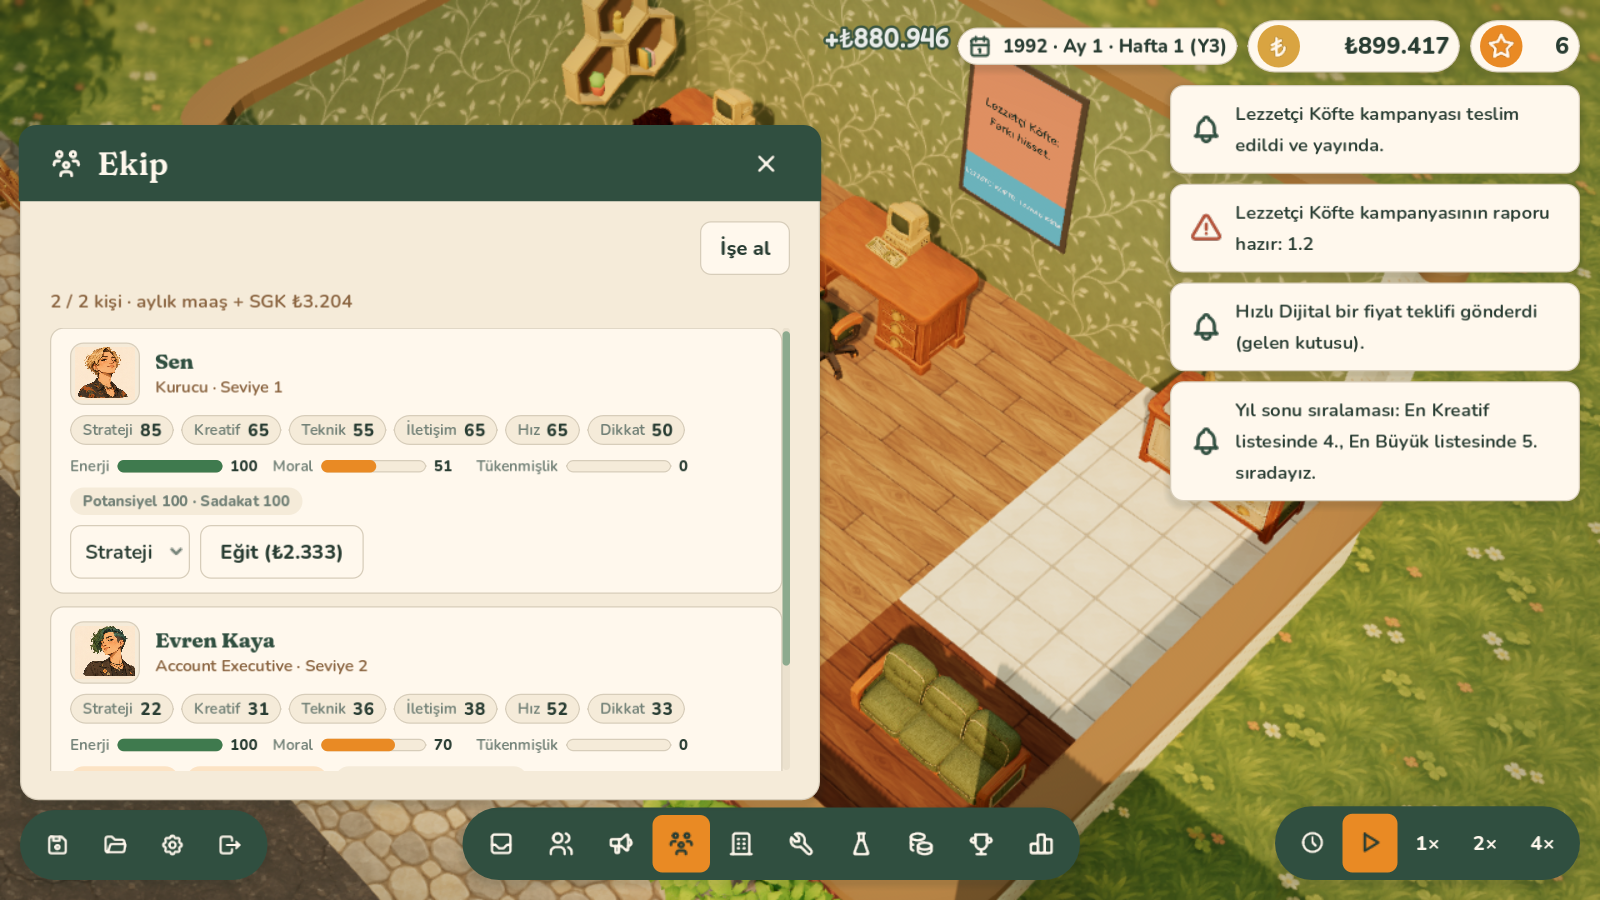 +₺880.946
1992 · Ay 1 · Hafta 1 (Y3)
₺899.417
6
Lezzetçi Köfte kampanyası teslim
edildi ve yayında.
Lezzetçi Köfte kampanyasının raporu
hazır: 1.2
Hızlı Dijital bir fiyat teklifi gönderdi
(gelen kutusu).
Yıl sonu sıralaması: En Kreatif
listesinde 4., En Büyük listesinde 5.
sıradayız.
Lezzetçi Köfte:
Farkı hisset.
Ekip
İşe al
2 / 2 kişi · aylık maaş + SGK ₺3.204
Sen
Kurucu · Seviye 1
Strateji 85 Kreatif 65 Teknik 55 İletişim 65 Hız 65 Dikkat 50
Enerji 100 Moral 51 Tükenmişlik 0
Potansiyel 100 · Sadakat 100
Strateji Eğit (₺2.333)
Evren Kaya
Account Executive · Seviye 2
Strateji 22 Kreatif 31 Teknik 36 İletişim 38 Hız 52 Dikkat 33
Enerji 100 Moral 70 Tükenmişlik 0
1× 2× 4×